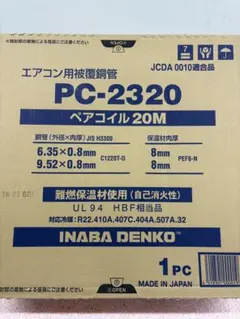 JCDA 0010適合品
エアコン用被覆銅管
PC-2320
ペアコイル 20M
銅管(外径×肉厚) JIS H3300
保温材肉厚
6.35×0.8mm
9.52×0.8mm
C1220T-O
8mm
8mm
PEF6-N
難燃保温材使用(自己消火性)
UL94 HBF相当品
対応冷媒:R22.410A.407C.404A.507A.32
INABA DENKO
1PC
OPEN
MADE IN JAPAN